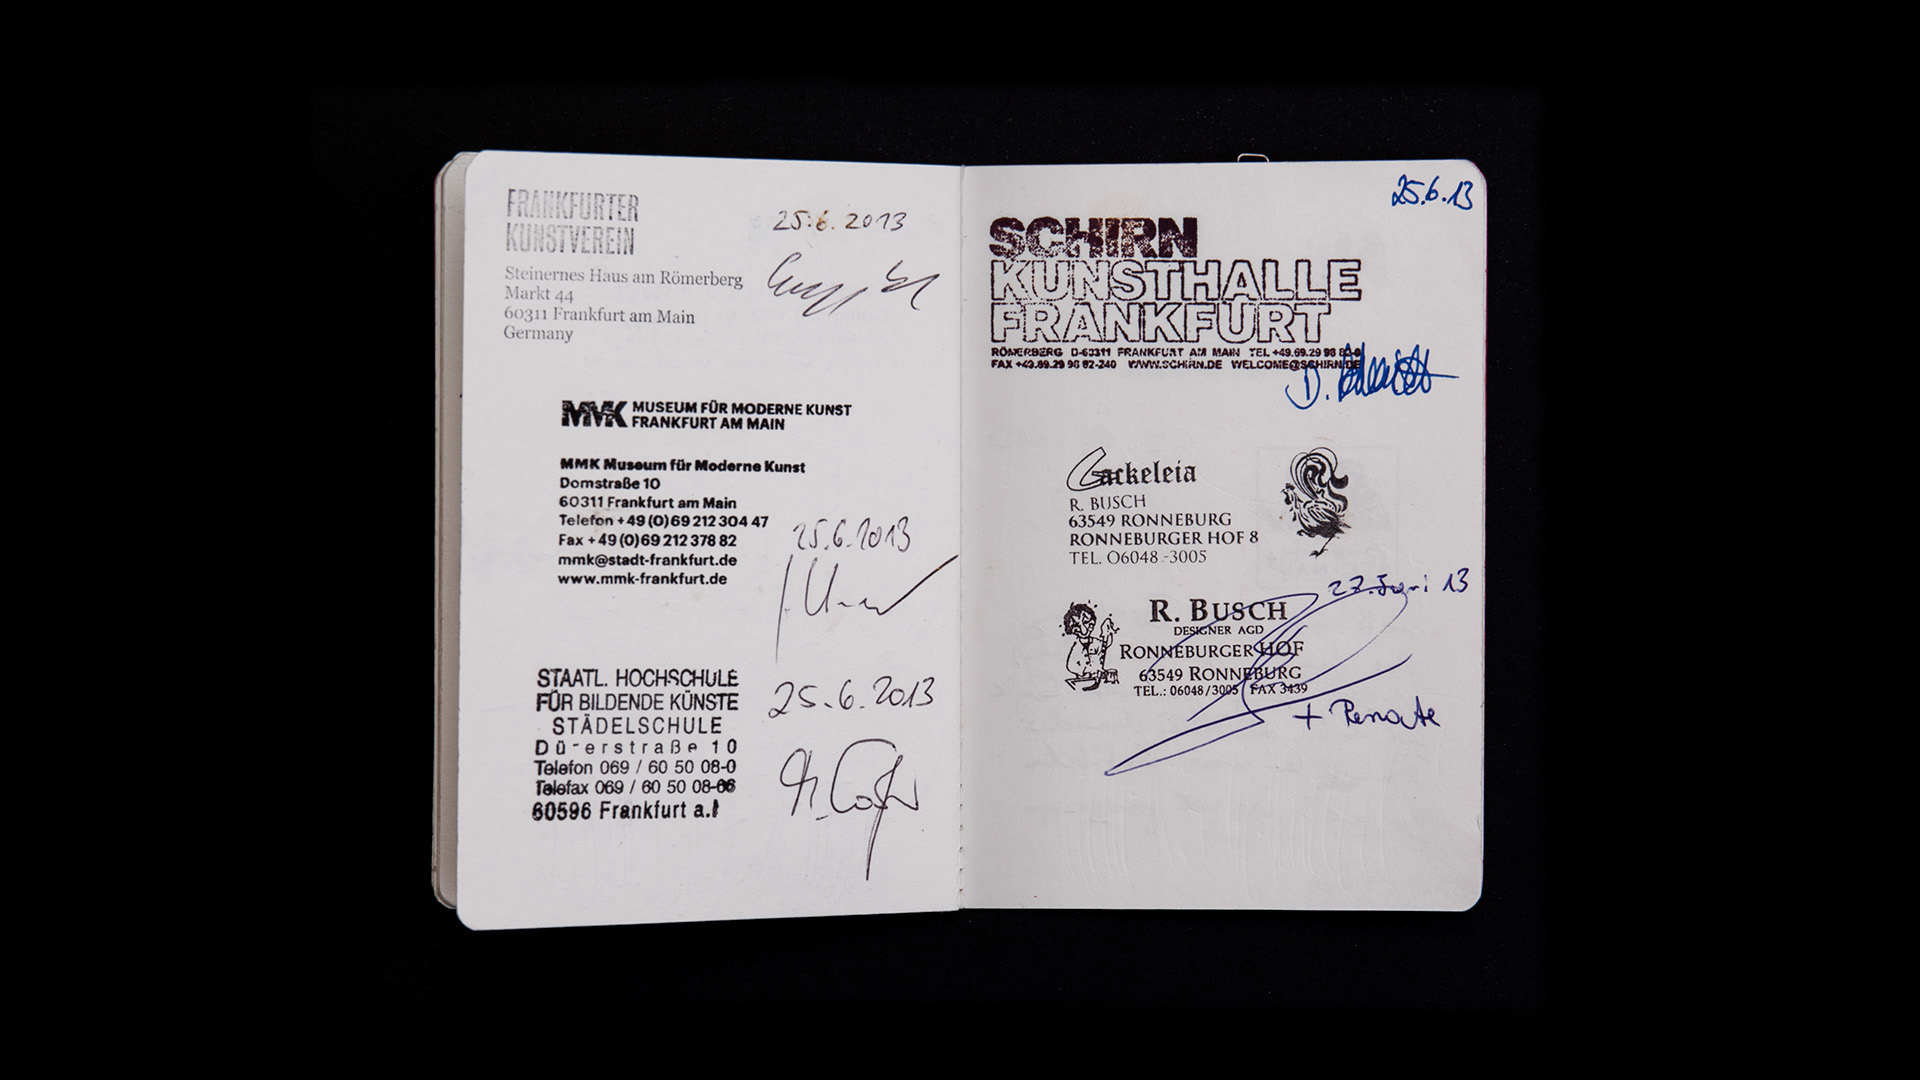 FRANKFURTER
KUNSTVEREIN
Steinernes Haus am Römerberg
Markt 44
60311 Frankfurt am Main
Germany
25.6.2013
MMK MUSEUM FÜR MODERNE KUNST
FRANKFURT AM MAIN
MMK Museum für Moderne Kunst
Domstraße 10
60311 Frankfurt am Main
Telefon +49(0)69 212 304 47
Fax +49(0)69 212 378 82
mmk@stadt-frankfurt.de
www.mmk-frankfurt.de
25.6.2013
STAATL. HOCHSCHULE
FÜR BILDENDE KÜNSTE
STÄDELSCHULE
Dürerstraße 10
Telefon 069 / 60 50 08-0
Telefax 069 / 60 50 08-66
60596 Frankfurt a.
25.6.2013
25.6.13
SCHIRN
KUNSTHALLE
FRANKFURT
RÖMERBERG D-60311 FRANKFURT AM MAIN TEL +49.69.29 98 82-0
FAX +49.69.29 98 82-240 WWW.SCHIRN.DE WELCOME@SCHIRN.DE
D.
Gackeleia
R. BUSCH
63549 RONNEBURG
RONNEBURGER HOF 8
TEL. 06048-3005
27. Juni 13
R. BUSCH
DESIGNER AGD
RONNEBURGER HOF
63549 RONNEBURG
TEL.: 06048/3005 FAX 3439
+ Renate